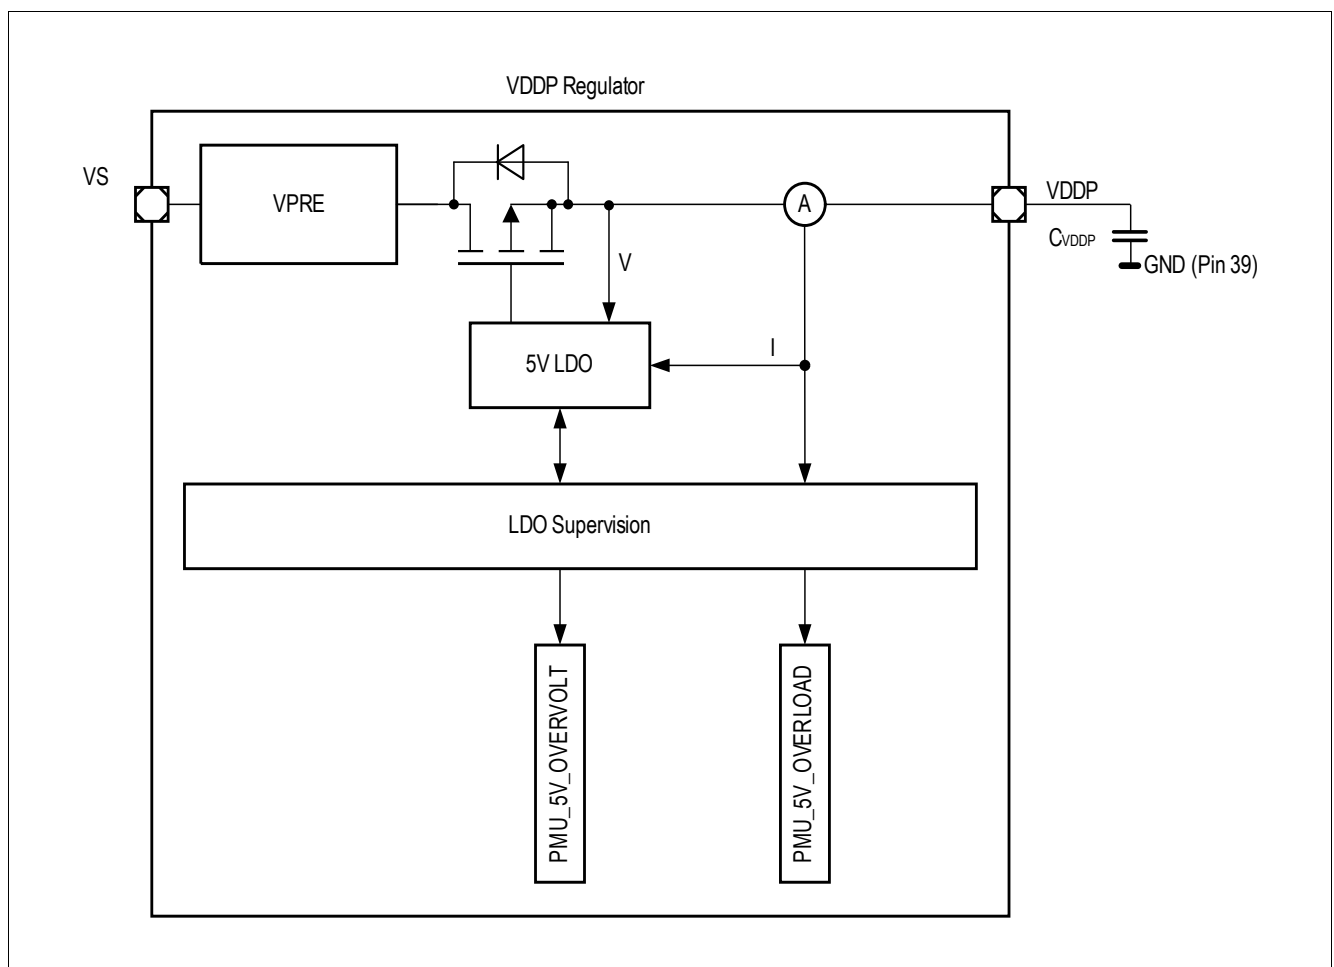 VDDP Regulator
VS
VPRE
A
VDDP
CVDDP
GND (Pin 39)
V
5V LDO
I
LDO Supervision
PMU_5V_OVERVOLT
PMU_5V_OVERLOAD